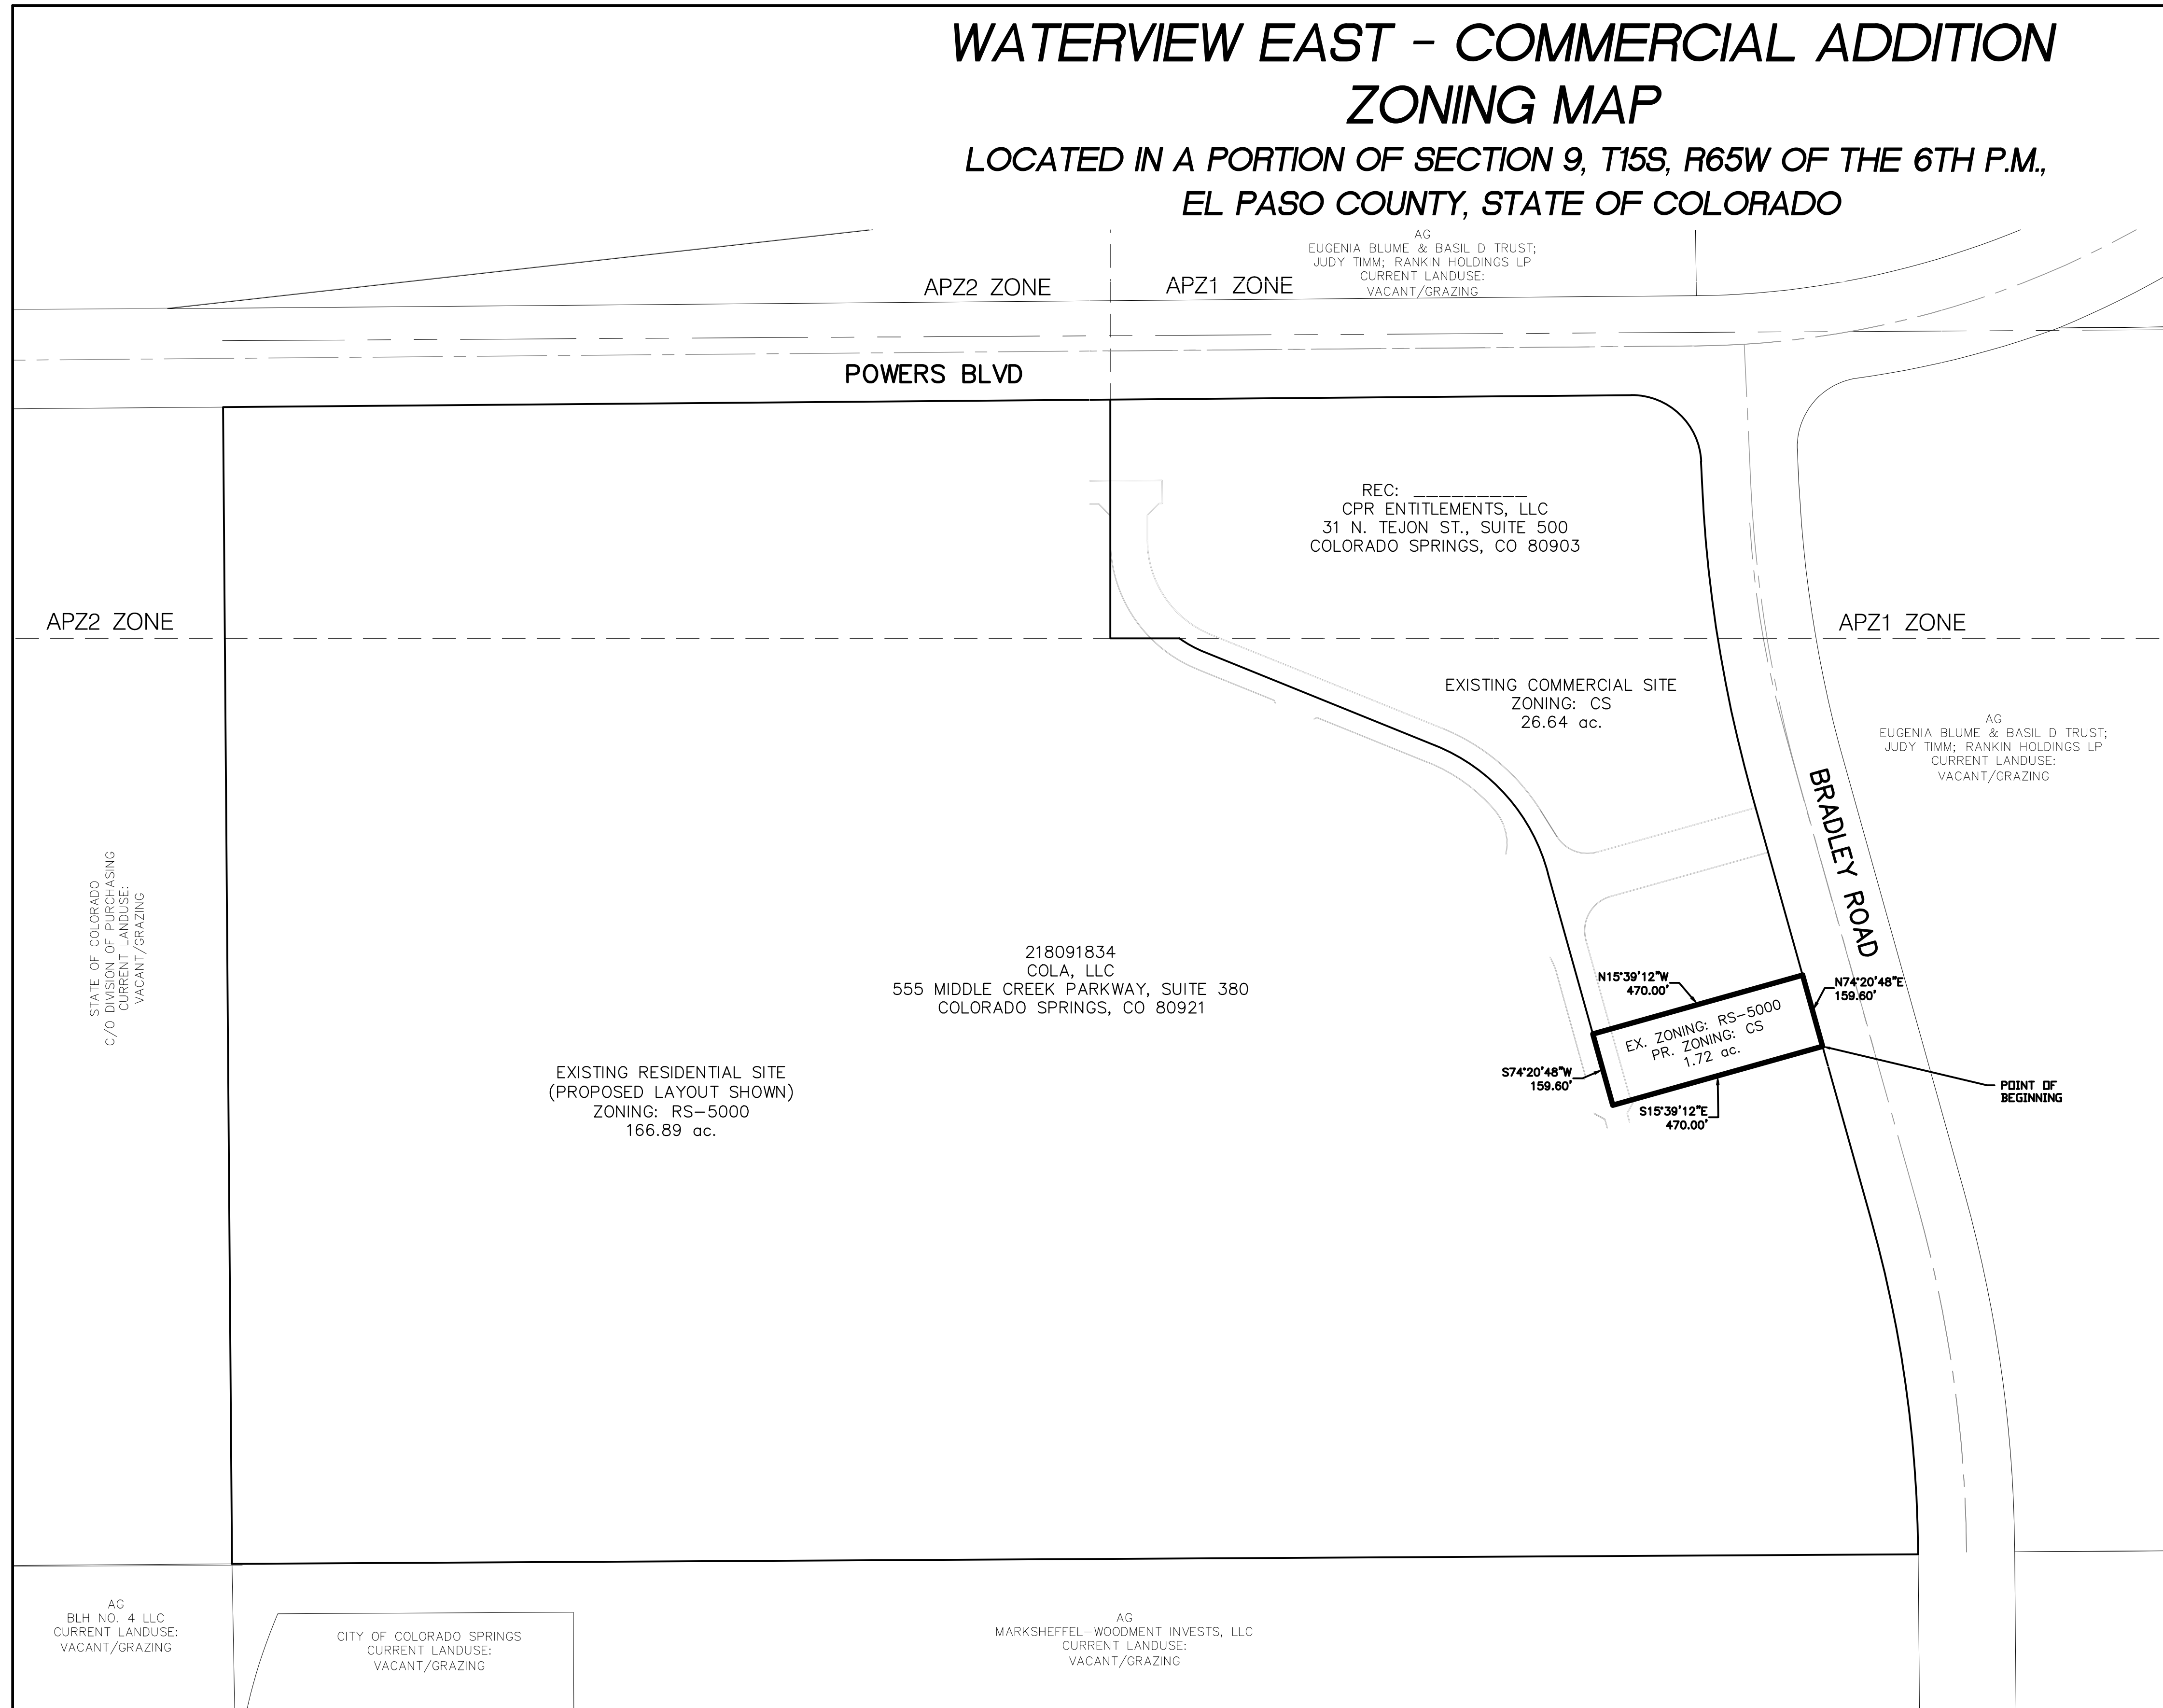 WATERVIEW EAST - COMMERCIAL ADDITION
ZONING MAP
LOCATED IN A PORTION OF SECTION 9, T15S, R65W OF THE 6TH P.M.,
EL PASO COUNTY, STATE OF COLORADO
AG
EUGENIA BLUME & BASIL D TRUST;
JUDY TIMM; RANKIN HOLDINGS LP
CURRENT LANDUSE:
VACANT/GRAZING
APZ2 ZONE
APZ1 ZONE
POWERS BLVD
REC: _________
CPR ENTITLEMENTS, LLC
31 N. TEJON ST., SUITE 500
COLORADO SPRINGS, CO 80903
APZ2 ZONE
APZ1 ZONE
EXISTING COMMERCIAL SITE
ZONING: CS
26.64 ac.
AG
EUGENIA BLUME & BASIL D TRUST;
JUDY TIMM; RANKIN HOLDINGS LP
CURRENT LANDUSE:
VACANT/GRAZING
BRADLEY ROAD
STATE OF COLORADO
C/O DIVISION OF PURCHASING
CURRENT LANDUSE:
VACANT/GRAZING
218091834
COLA, LLC
555 MIDDLE CREEK PARKWAY, SUITE 380
COLORADO SPRINGS, CO 80921
N15°39'12"W
470.00'
N74°20'48"E
159.60'
EX. ZONING: RS-5000
PR. ZONING: CS
1.72 ac.
S74°20'48"W
159.60'
S15°39'12"E
470.00'
POINT OF
BEGINNING
EXISTING RESIDENTIAL SITE
(PROPOSED LAYOUT SHOWN)
ZONING: RS-5000
166.89 ac.
AG
BLH NO. 4 LLC
CURRENT LANDUSE:
VACANT/GRAZING
CITY OF COLORADO SPRINGS
CURRENT LANDUSE:
VACANT/GRAZING
AG
MARKSHEFFEL-WOODMENT INVESTS, LLC
CURRENT LANDUSE:
VACANT/GRAZING